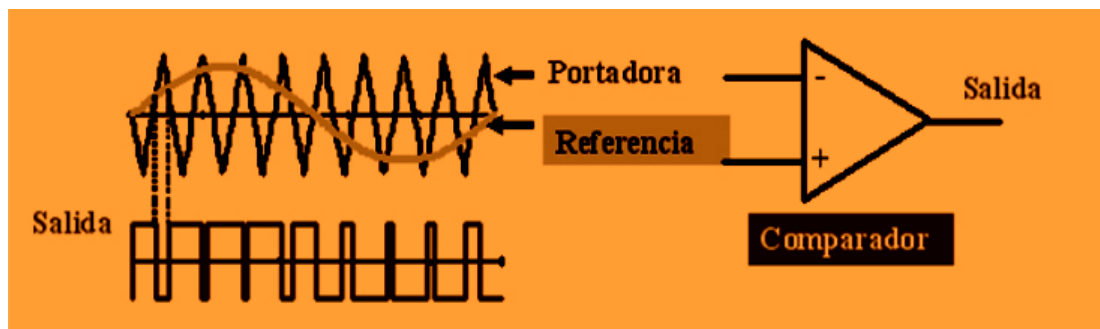 Portadora
Referencia
-
+
Salida
Comparador
Salida